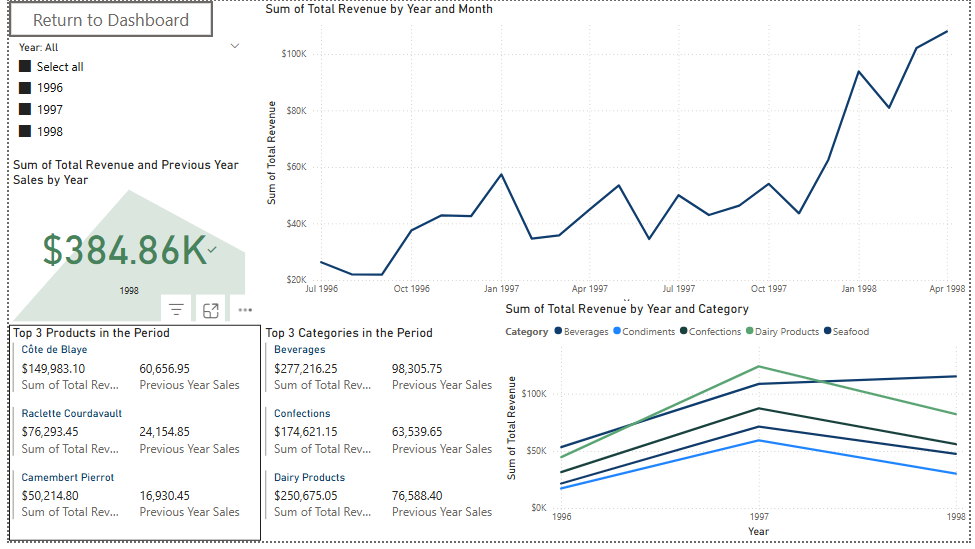 Return to Dashboard
Year: All
Select all
1996
1997
1998
Sum of Total Revenue and Previous Year
Sales by Year
$384.86K
1998
Sum of Total Revenue by Year and Month
Sum of Total Revenue
$100K
$80K
$60K
$40K
$20K
Jul 1996 Oct 1996 Jan 1997 Apr 1997 Jul 1997 Oct 1997 Jan 1998 Apr 1998
Top 3 Products in the Period
Côte de Blaye
$149,983.10 60,656.95
Sum of Total Rev... Previous Year Sales
Raclette Courdavault
$76,293.45 24,154.85
Sum of Total Rev... Previous Year Sales
Camembert Pierrot
$50,214.80 16,930.45
Sum of Total Rev... Previous Year Sales
Top 3 Categories in the Period
Beverages
$277,216.25 98,305.75
Sum of Total Rev... Previous Year Sales
Confections
$174,621.15 63,539.65
Sum of Total Rev... Previous Year Sales
Dairy Products
$250,675.05 76,588.40
Sum of Total Rev... Previous Year Sales
Sum of Total Revenue by Year and Category
Category Beverages Condiments Confections Dairy Products Seafood
Sum of Total Revenue
$100K
$50K
$0K
1996 1997 1998
Year